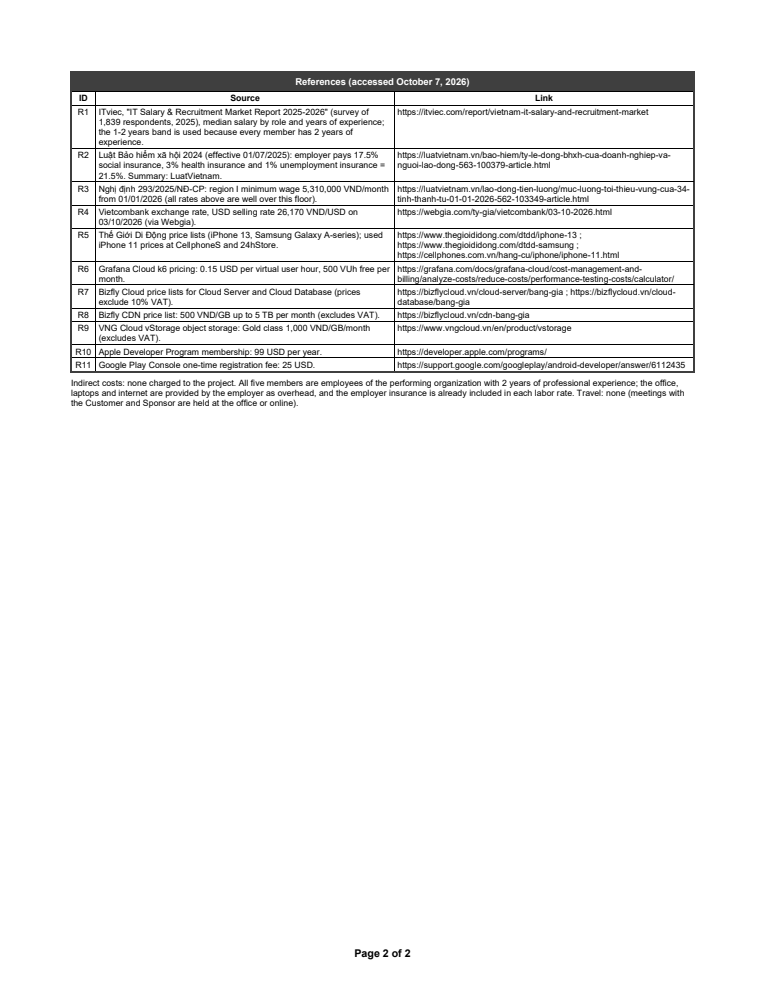 References (accessed October 7, 2026)
ID Source Link
R1 ITviec, "IT Salary & Recruitment Market Report 2025-2026" (survey of https://itviec.com/report/vietnam-it-salary-and-recruitment-market
1,839 respondents, 2025), median salary by role and years of experience;
the 1-2 years band is used because every member has 2 years of
experience.
R2 Luật Bảo hiểm xã hội 2024 (effective 01/07/2025): employer pays 17.5% https://luatvietnam.vn/bao-hiem/ty-le-dong-bhxh-cua-doanh-nghiep-va-
social insurance, 3% health insurance and 1% unemployment insurance = nguoi-lao-dong-563-100379-article.html
21.5%. Summary: LuatVietnam.
R3 Nghị định 293/2025/NĐ-CP: region I minimum wage 5,310,000 VND/month https://luatvietnam.vn/lao-dong-tien-luong/muc-luong-toi-thieu-vung-cua-34-
from 01/01/2026 (all rates above are well over this floor). tinh-thanh-tu-01-01-2026-562-103349-article.html
R4 Vietcombank exchange rate, USD selling rate 26,170 VND/USD on https://webgia.com/ty-gia/vietcombank/03-10-2026.html
03/10/2026 (via Webgia).
R5 Thế Giới Di Động price lists (iPhone 13, Samsung Galaxy A-series); used https://www.thegioididong.com/dtdd/iphone-13 ;
iPhone 11 prices at CellphoneS and 24hStore. https://www.thegioididong.com/dtdd-samsung ;
https://cellphones.com.vn/hang-cu/iphone/iphone-11.html
R6 Grafana Cloud k6 pricing: 0.15 USD per virtual user hour, 500 VUh free per https://grafana.com/docs/grafana-cloud/cost-management-and-
month. billing/analyze-costs/reduce-costs/performance-testing-costs/calculator/
R7 Bizfly Cloud price lists for Cloud Server and Cloud Database (prices https://bizflycloud.vn/cloud-server/bang-gia ; https://bizflycloud.vn/cloud-
exclude 10% VAT). database/bang-gia
R8 Bizfly CDN price list: 500 VND/GB up to 5 TB per month (excludes VAT). https://bizflycloud.vn/cdn-bang-gia
R9 VNG Cloud vStorage object storage: Gold class 1,000 VND/GB/month https://www.vngcloud.vn/en/product/vstorage
(excludes VAT).
R10 Apple Developer Program membership: 99 USD per year. https://developer.apple.com/programs/
R11 Google Play Console one-time registration fee: 25 USD. https://support.google.com/googleplay/android-developer/answer/6112435
Indirect costs: none charged to the project. All five members are employees of the performing organization with 2 years of professional experience; the office,
laptops and internet are provided by the employer as overhead, and the employer insurance is already included in each labor rate. Travel: none (meetings with
the Customer and Sponsor are held at the office or online).
Page 2 of 2